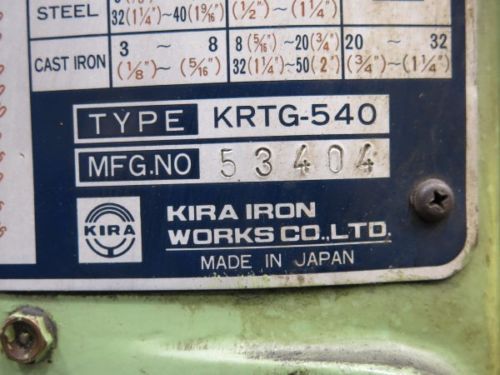 STEEL 32(1¼")~40(1 9/16") (½")~(1¼")
3 ~ 8 8(5/16")~20(¾") 20 ~ 32
CAST IRON (⅛")~(5/16") 32(1¼")~50(2") (¾")~(1¼")
TYPE KRTG-540
MFG.NO 53404
KIRA
KIRA IRON
WORKS CO.,LTD.
MADE IN JAPAN